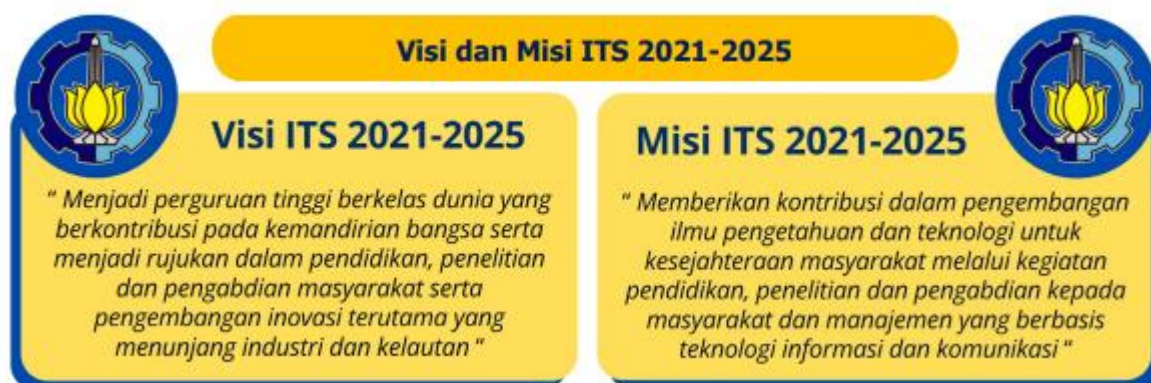 Visi dan Misi ITS 2021-2025
Visi ITS 2021-2025
“ Menjadi perguruan tinggi berkelas dunia yang
berkontribusi pada kemandirian bangsa serta
menjadi rujukan dalam pendidikan, penelitian
dan pengabdian masyarakat serta
pengembangan inovasi terutama yang
menunjang industri dan kelautan “
Misi ITS 2021-2025
“ Memberikan kontribusi dalam pengembangan
ilmu pengetahuan dan teknologi untuk
kesejahteraan masyarakat melalui kegiatan
pendidikan, penelitian dan pengabdian kepada
masyarakat dan manajemen yang berbasis
teknologi informasi dan komunikasi “